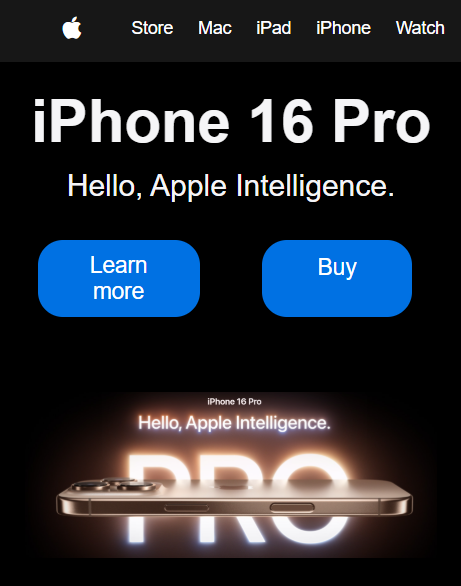 Store Mac iPad iPhone Watch
iPhone 16 Pro
Hello, Apple Intelligence.
Learn
more
Buy
iPhone 16 Pro
Hello, Apple Intelligence.
PRO